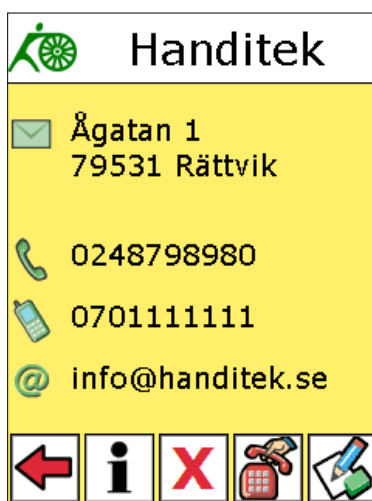 Handitek
Ågatan 1
79531 Rättvik
0248798980
0701111111
info@handitek.se